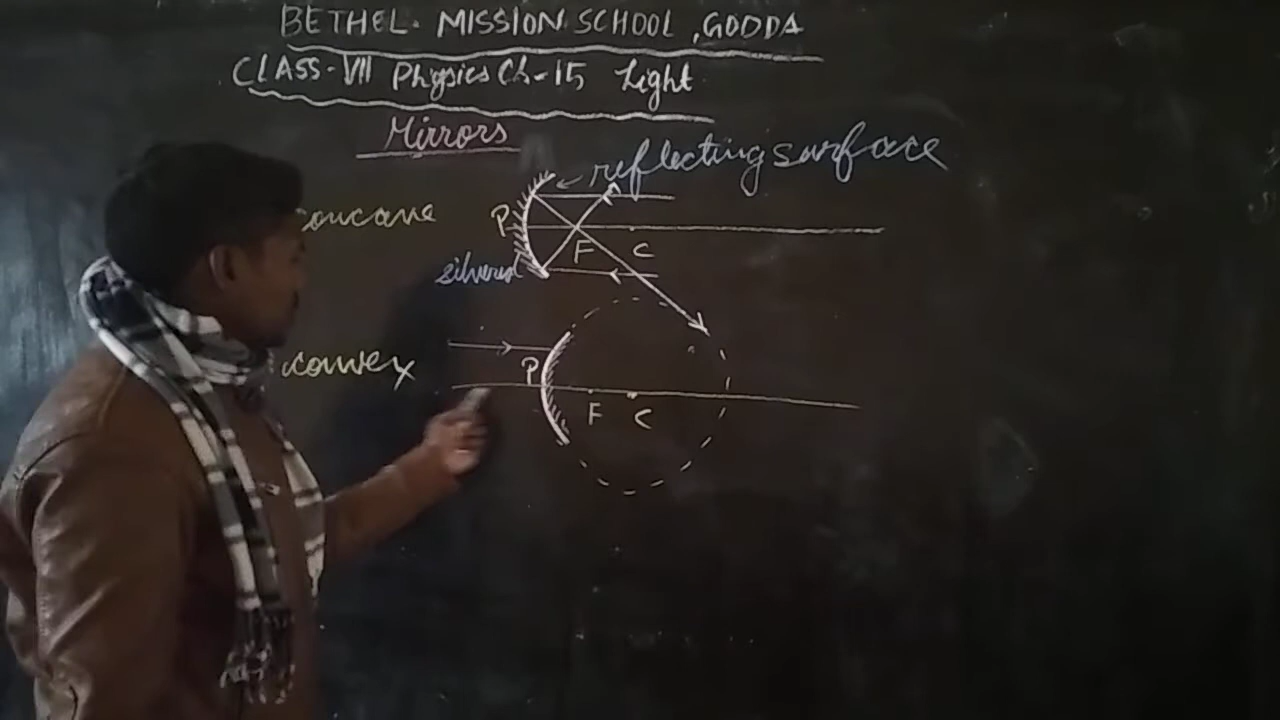 BETHEL. MISSION SCHOOL, GODDA
CLASS-VII Physics Ch-15 Light
Mirrors
reflecting surface
concave
P
F
C
silvered
convex
P
F
C